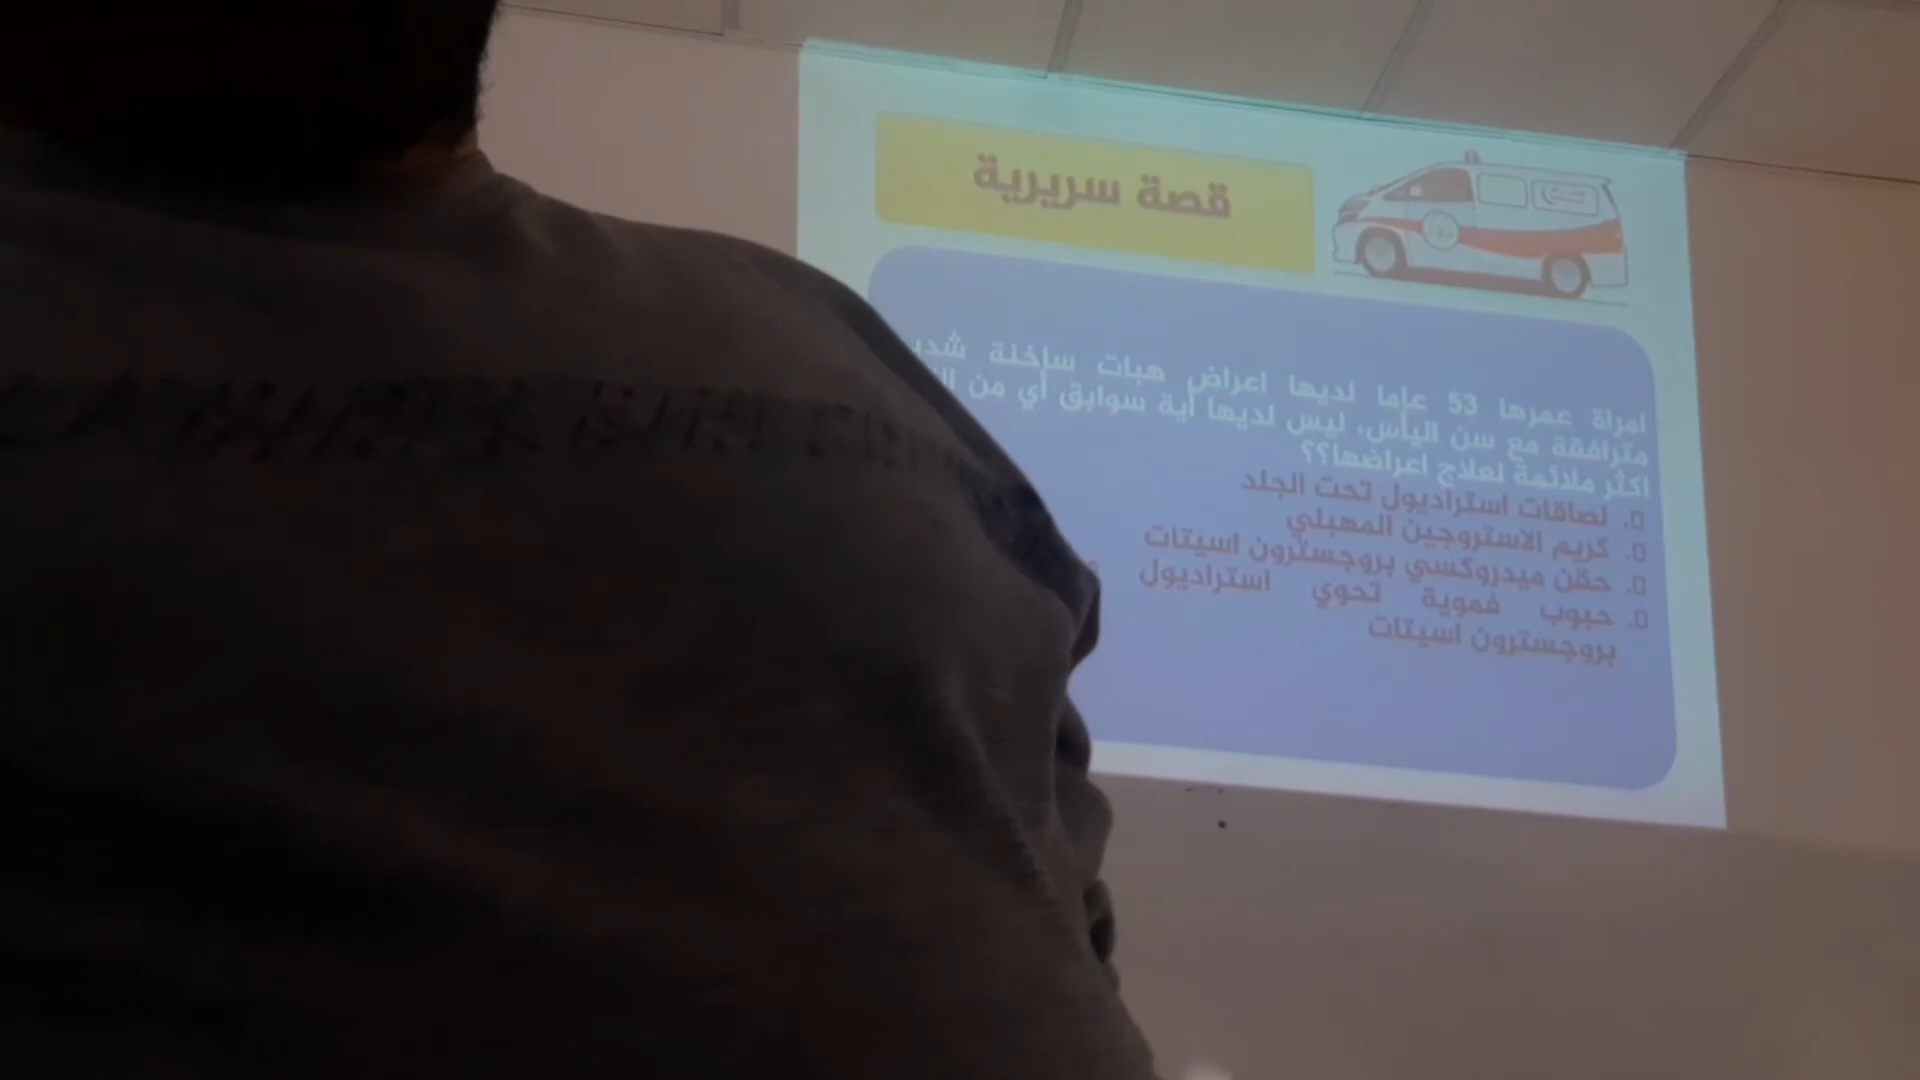 قصة سريرية
امراة عمرها 53 عاما لديها اعراض هبات ساخنة
مترافقة مع سن اليأس، ليس لديها أية سوابق أي من
اكثر ملائمة لعلاج اعراضها؟؟
لصاقات استراديول تحت الجلد
كريم الاستروجين المهبلي
حقن ميدروكسي بروجسترون اسيتات
حبوب فموية تحوي استراديول
بروجسترون اسيتات